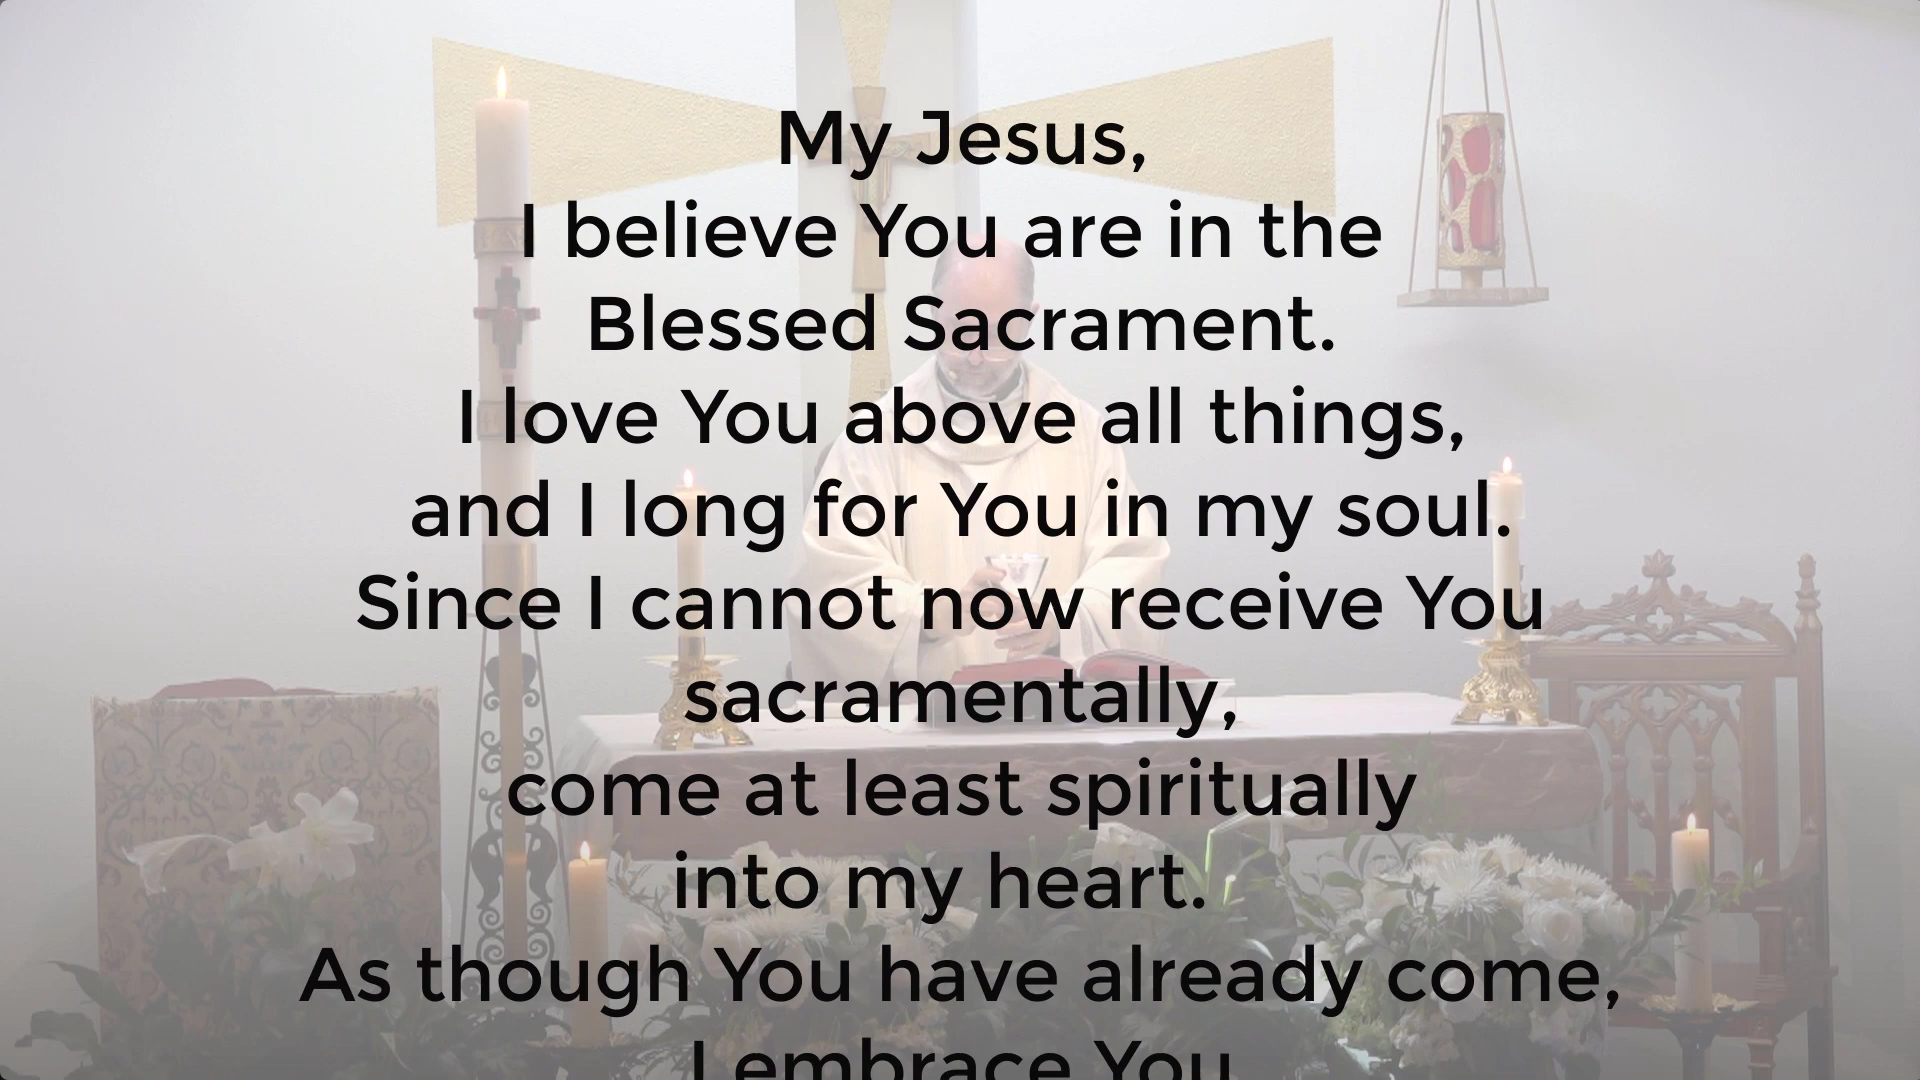 My Jesus,
I believe You are in the
Blessed Sacrament.
I love You above all things,
and I long for You in my soul.
Since I cannot now receive You
sacramentally,
come at least spiritually
into my heart.
As though You have already come,
I embrace You